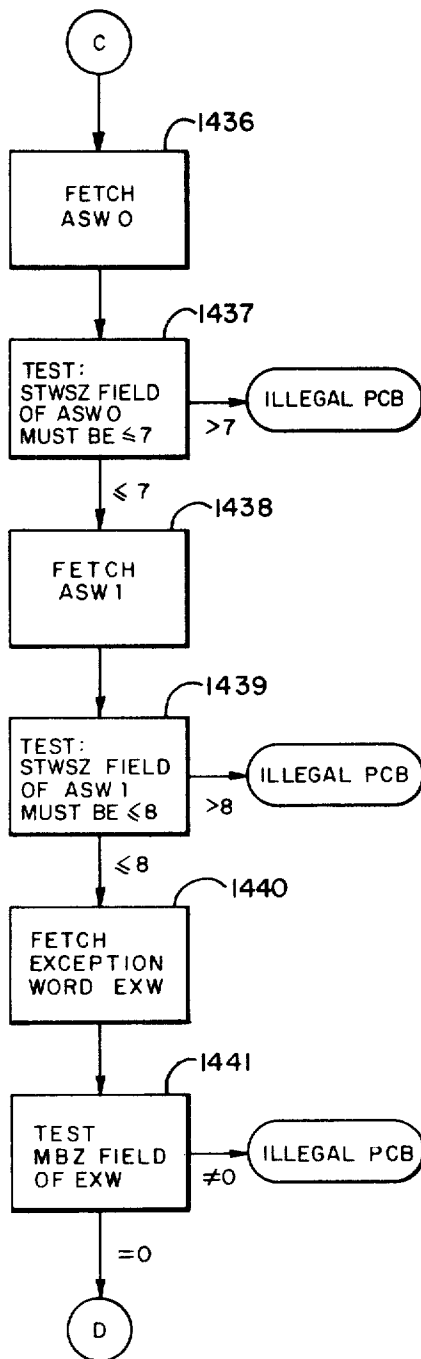 C
1436
FETCH
ASW 0
1437
TEST:
STWSZ FIELD
OF ASW 0
MUST BE ≤ 7
>7
ILLEGAL PCB
≤ 7
1438
FETCH
ASW 1
1439
TEST:
STWSZ FIELD
OF ASW 1
MUST BE ≤ 8
>8
ILLEGAL PCB
≤ 8
1440
FETCH
EXCEPTION
WORD EXW
1441
TEST
MBZ FIELD
OF EXW
≠0
ILLEGAL PCB
=0
D